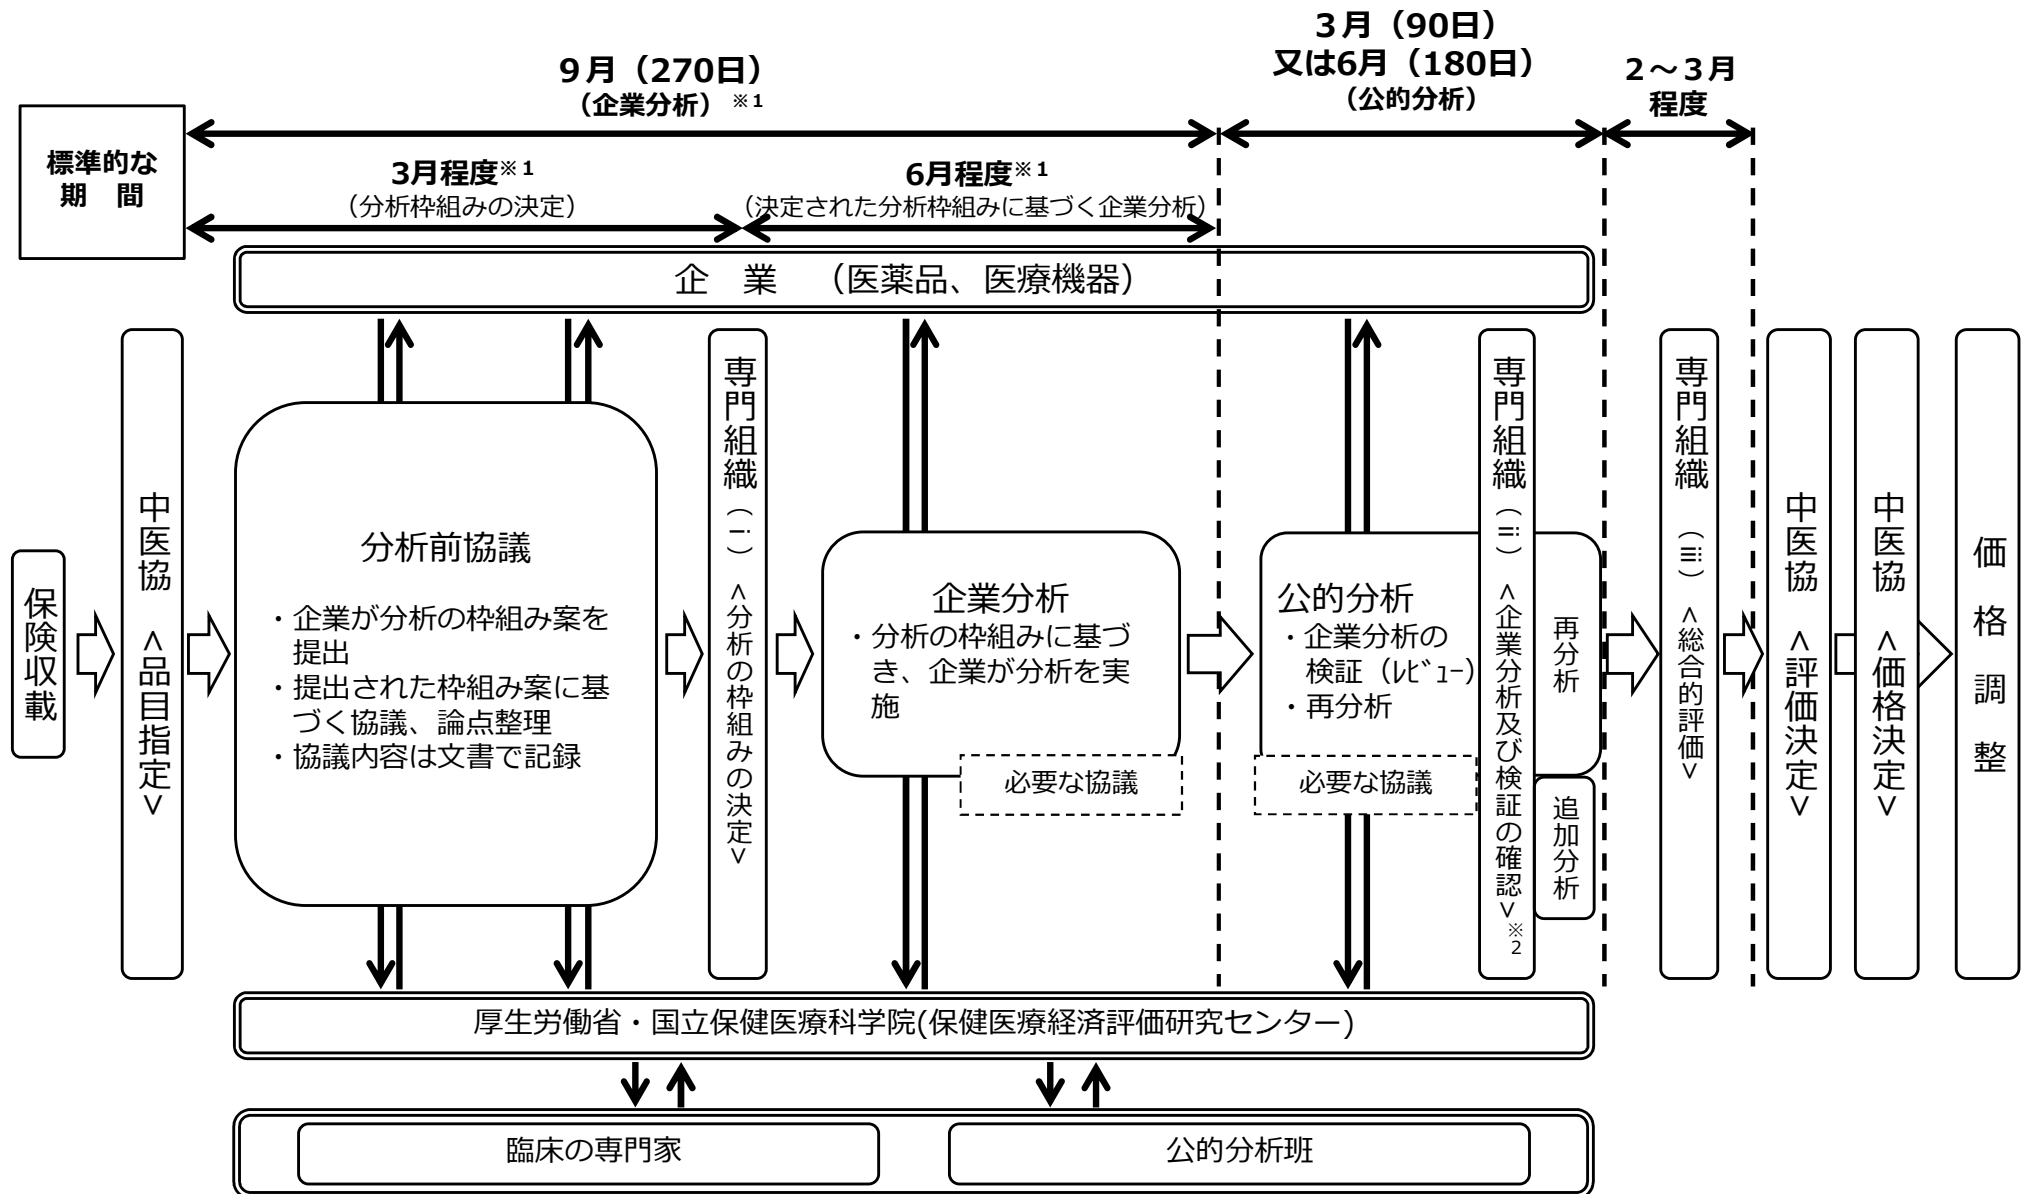 ９月（270日）
（企業分析）※１
３月（90日）
又は6月（180日）
（公的分析）
２～３月
程度
標準的な
期　間
3月程度※１
（分析枠組みの決定）
6月程度※１
（決定された分析枠組みに基づく企業分析）
企　業　（医薬品、医療機器）
保険収載
中医協　＜品目指定＞
分析前協議
・企業が分析の枠組み案を
提出
・提出された枠組み案に基
づく協議、論点整理
・協議内容は文書で記録
専門組織（ⅰ）＜分析の枠組みの決定＞
企業分析
・分析の枠組みに基づ
き、企業が分析を実
施
必要な協議
公的分析
・企業分析の
検証（ﾚﾋﾞｭｰ）
・再分析
必要な協議
専門組織（ⅱ）＜企業分析及び検証の確認＞※2
再分析
追加分析
専門組織　（ⅲ）＜総合的評価＞
中医協　＜評価決定＞
中医協　＜価格決定＞
価格調整
厚生労働省・国立保健医療科学院(保健医療経済評価研究センター)
臨床の専門家
公的分析班